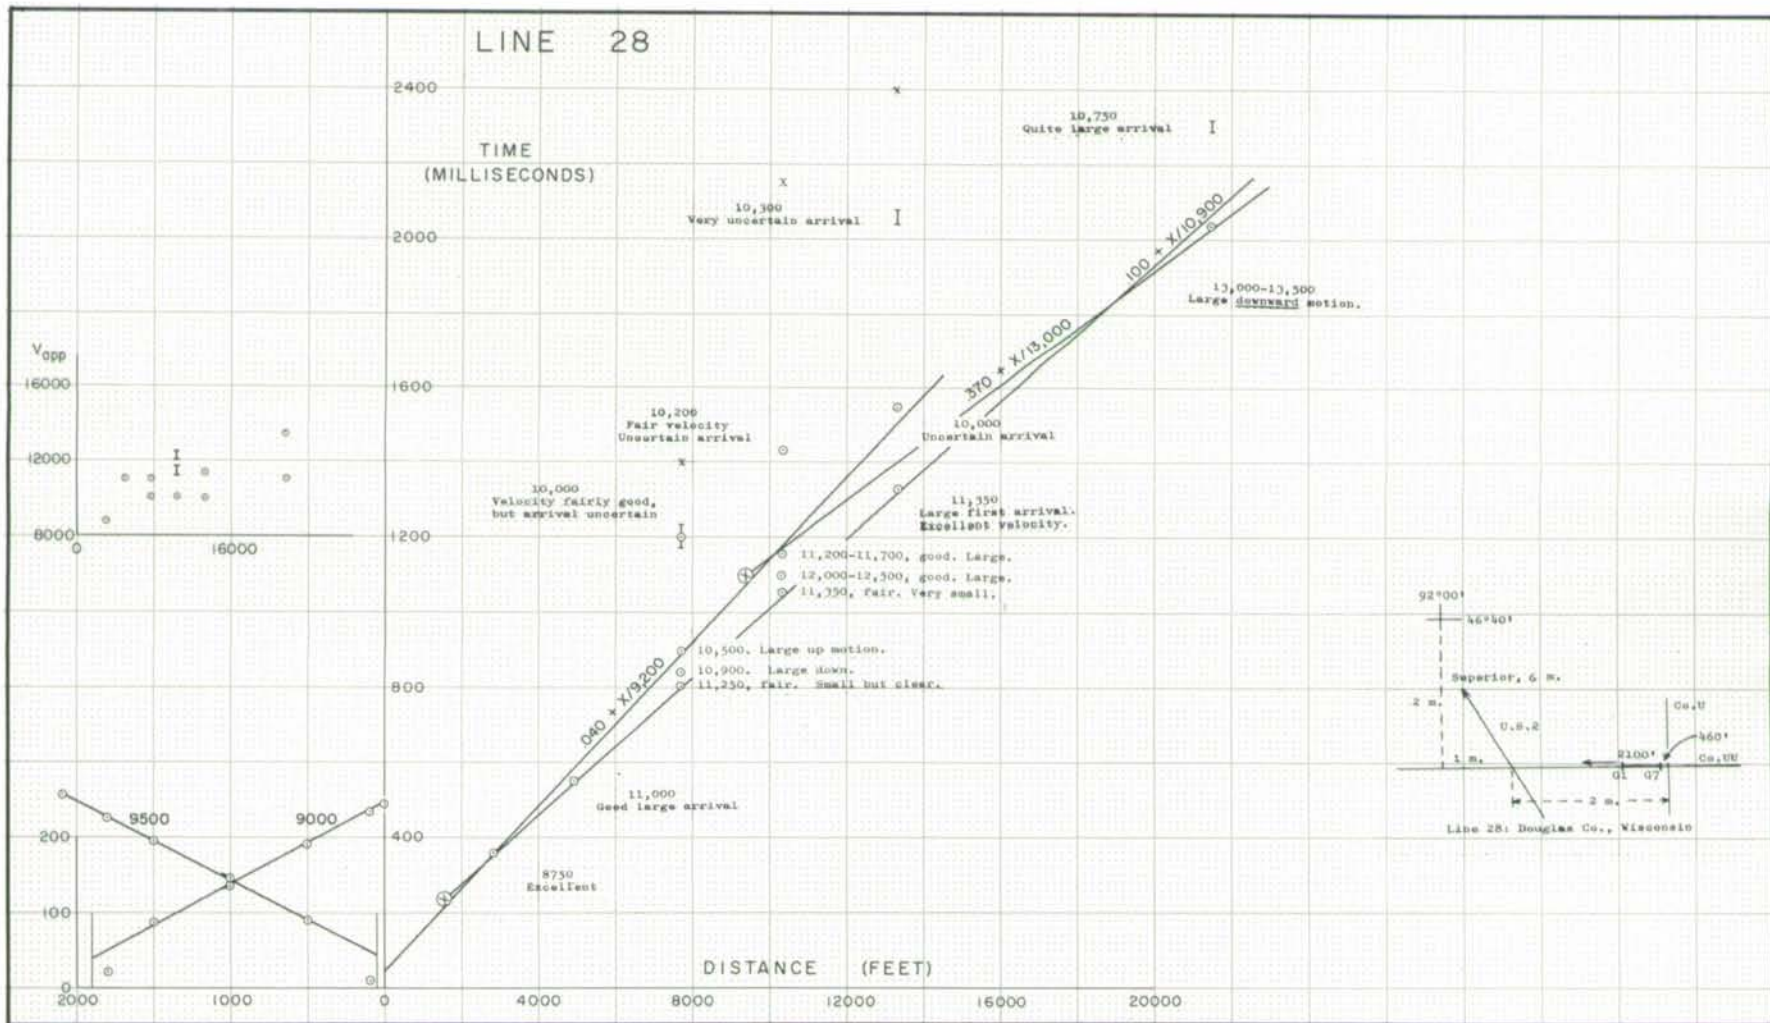 LINE 28
2400
10,750
Quite large arrival
TIME
(MILLISECONDS)
10,300
Very uncertain arrival
2000
.100 + X/10,900
13,000-13,500
Large downward motion.
Vapp
16000
1600
.370 + X/13,000
10,200
Fair velocity
Uncertain arrival
10,000
Uncertain arrival
12000
10,000
Velocity fairly good,
but arrival uncertain
11,350
Large first arrival.
Excellent velocity.
8000
0
16000
1200
11,200-11,700, good. Large.
12,000-12,500, good. Large.
11,350, fair. Very small.
92°00'
46°40'
10,500. Large up motion.
10,900. Large down.
11,250, fair. Small but clear.
.040 + X/9,200
800
Superior, 6 m.
2 m.
U.S.2
Co.U
460'
1 m.
2100'
Co.UU
G1 G7
2 m.
Line 28: Douglas Co., Wisconsin
11,000
Good large arrival
9500
9000
200
400
8750
Excellent
100
0
DISTANCE (FEET)
2000
1000
0
4000
8000
12000
16000
20000